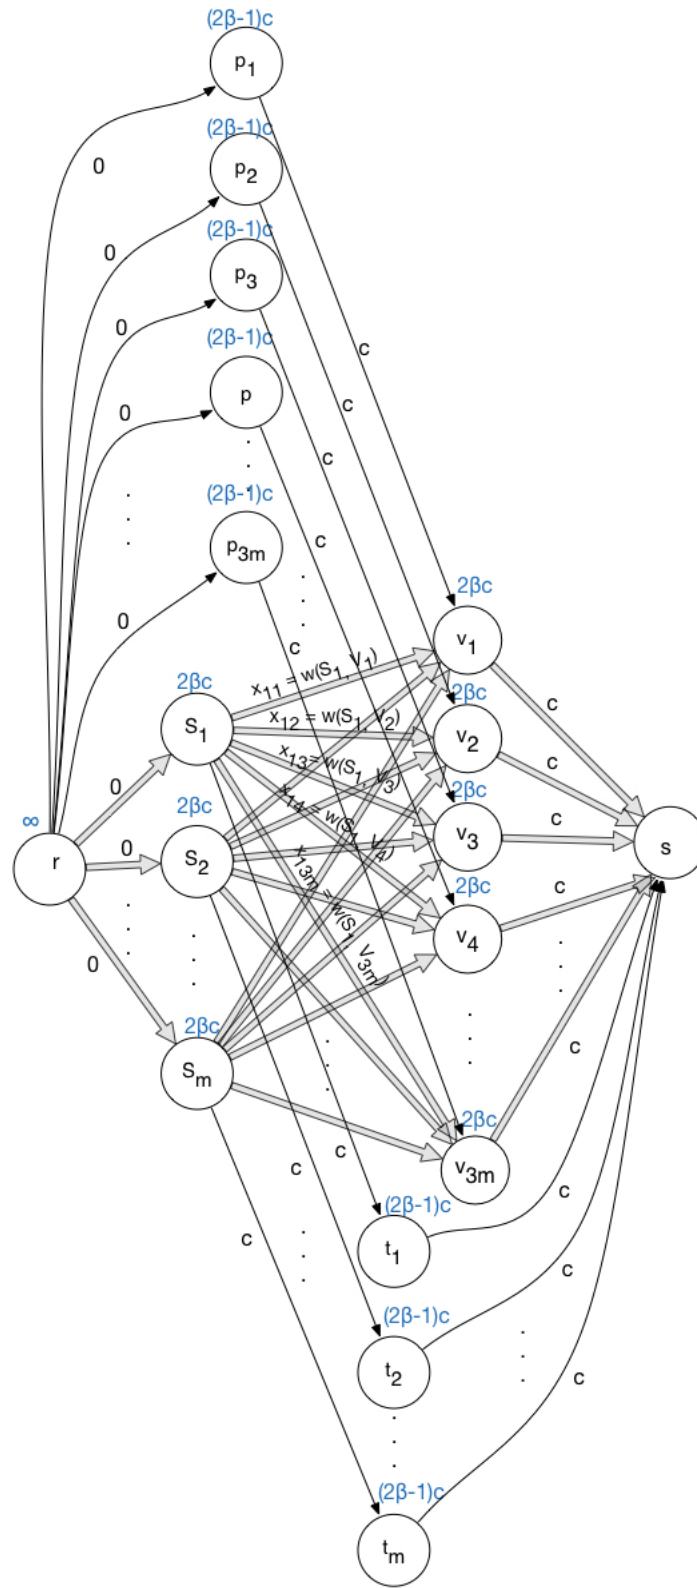 (2β-1)c
p1
(2β-1)c
0
p2
(2β-1)c
0
p3
0
(2β-1)c
c
p
c
0
c
(2β-1)c
c
p3m
2βc
0
c
v1
x11 = w(S1, V1)
2βc
S1
x12 = w(S1, V2)
2βc
c
v2
x13= w(S1, V3)
c
0
2βc
x14 = w(S1, V4)
2βc
∞
v3
c
s
r
0
S2
x13m = w(S1, V3m)
2βc
c
v4
0
2βc
c
Sm
2βc
v3m
c
c
(2β-1)c
c
c
t1
c
(2β-1)c
t2
c
(2β-1)c
tm